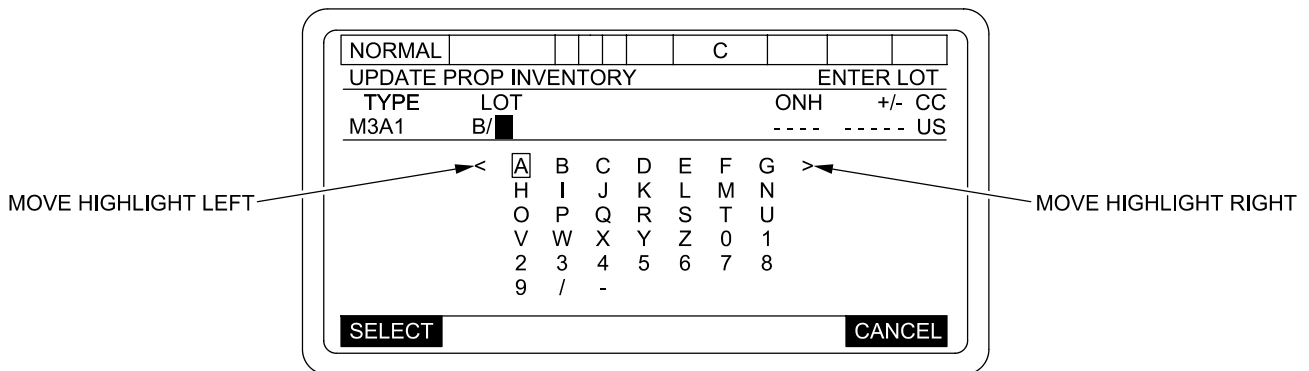 NORMAL C
UPDATE PROP INVENTORY ENTER LOT
TYPE LOT ONH +/- CC
M3A1 B/ - - - - - - - - - US
< A B C D E F G >
MOVE HIGHLIGHT LEFT
MOVE HIGHLIGHT RIGHT
H I J K L M N
O P Q R S T U
V W X Y Z 0 1
2 3 4 5 6 7 8
9 / -
SELECT CANCEL